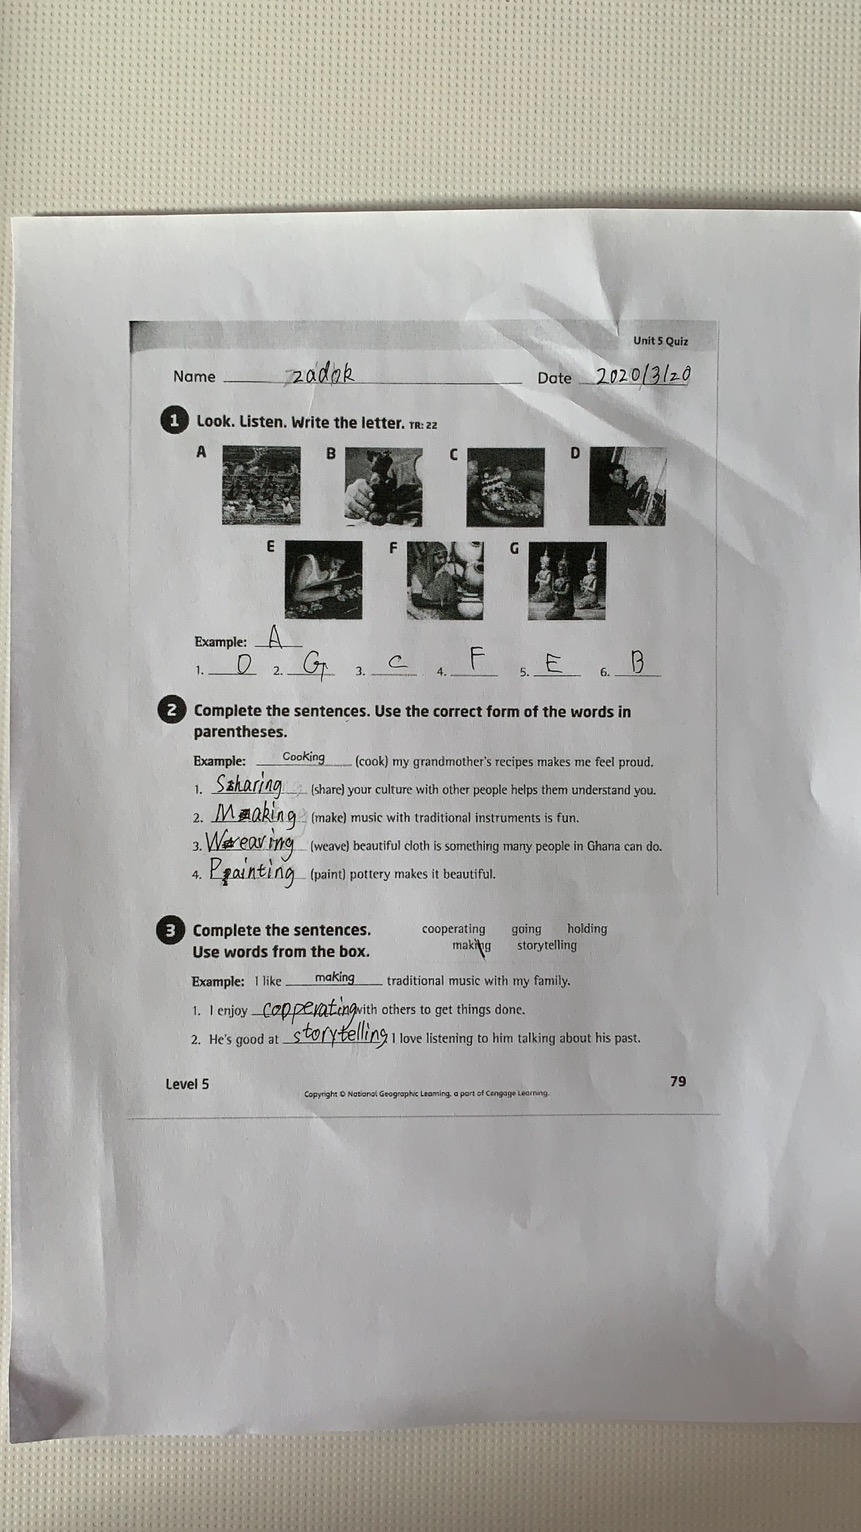 Unit 5 Quiz
Name zadok Date 2020/3/20
1 Look. Listen. Write the letter. TR: 22
A B C D
E F G
Example: A
1. D 2. G 3. C 4. F 5. E 6. B
2 Complete the sentences. Use the correct form of the words in
parentheses.
Example: Cooking (cook) my grandmother's recipes makes me feel proud.
1. Sharing (share) your culture with other people helps them understand you.
2. Making (make) music with traditional instruments is fun.
3. Weaving (weave) beautiful cloth is something many people in Ghana can do.
4. Painting (paint) pottery makes it beautiful.
3 Complete the sentences. cooperating going holding
Use words from the box. making storytelling
Example: I like making traditional music with my family.
1. I enjoy copperating with others to get things done.
2. He's good at storytelling. I love listening to him talking about his past.
Level 5 79
Copyright © National Geographic Learning, a part of Cengage Learning.